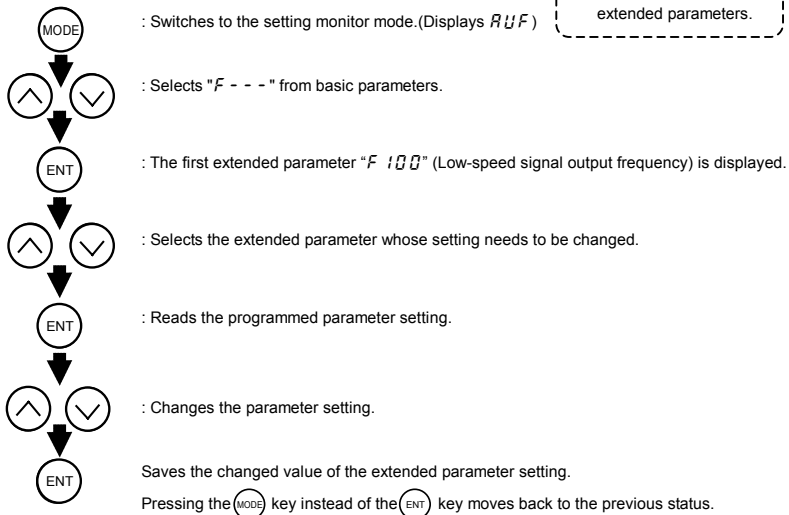 extended parameters.
MODE : Switches to the setting monitor mode.(Displays AUF)
: Selects "F - - -" from basic parameters.
ENT : The first extended parameter “F 100” (Low-speed signal output frequency) is displayed.
: Selects the extended parameter whose setting needs to be changed.
ENT : Reads the programmed parameter setting.
: Changes the parameter setting.
ENT Saves the changed value of the extended parameter setting.
Pressing the MODE key instead of the ENT key moves back to the previous status.